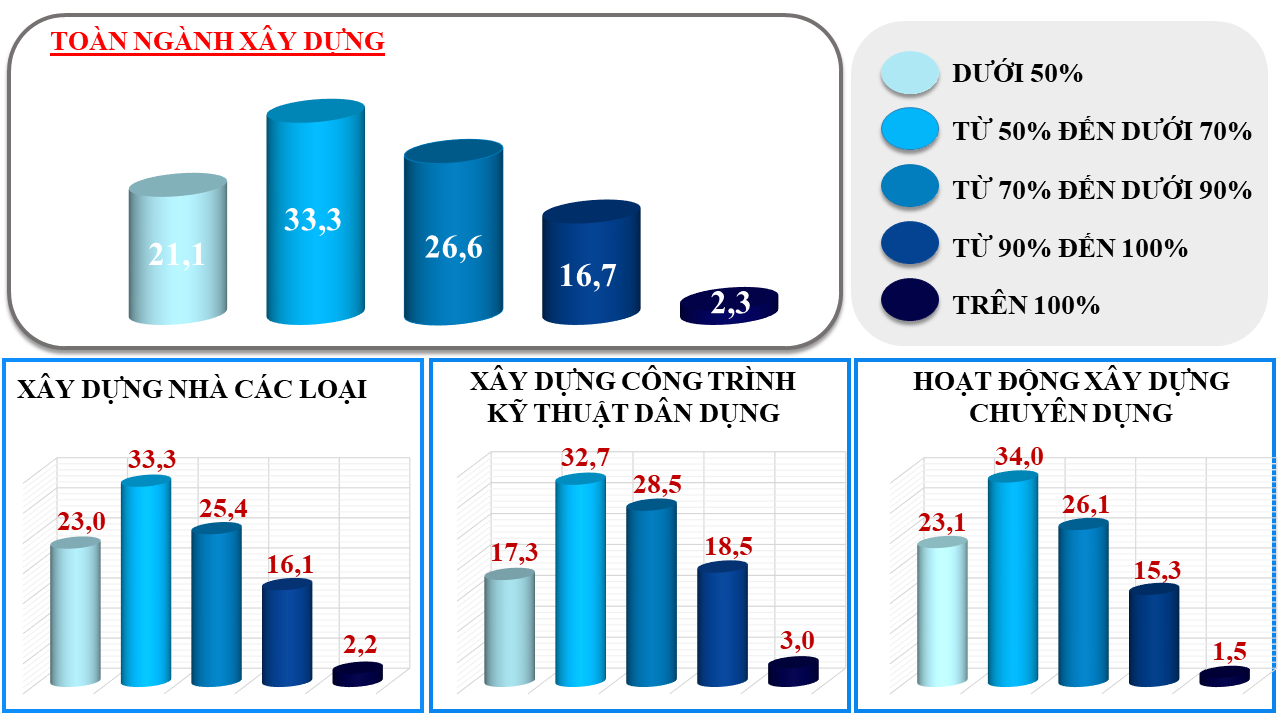 TOÀN NGÀNH XÂY DỰNG
21,1
33,3
26,6
16,7
2,3
DƯỚI 50%
TỪ 50% ĐẾN DƯỚI 70%
TỪ 70% ĐẾN DƯỚI 90%
TỪ 90% ĐẾN 100%
TRÊN 100%
XÂY DỰNG NHÀ CÁC LOẠI
23,0
33,3
25,4
16,1
2,2
XÂY DỰNG CÔNG TRÌNH
KỸ THUẬT DÂN DỤNG
17,3
32,7
28,5
18,5
3,0
HOẠT ĐỘNG XÂY DỰNG
CHUYÊN DỤNG
23,1
34,0
26,1
15,3
1,5